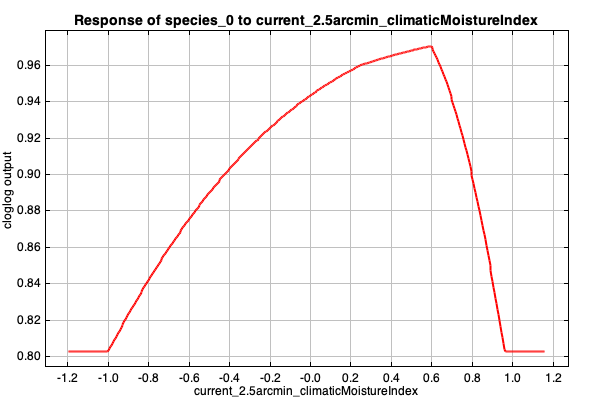 Response of species_0 to current_2.5arcmin_climaticMoistureIndex
cloglog output
0.96
0.94
0.92
0.90
0.88
0.86
0.84
0.82
0.80
-1.2 -1.0 -0.8 -0.6 -0.4 -0.2 -0.0 0.2 0.4 0.6 0.8 1.0 1.2
current_2.5arcmin_climaticMoistureIndex